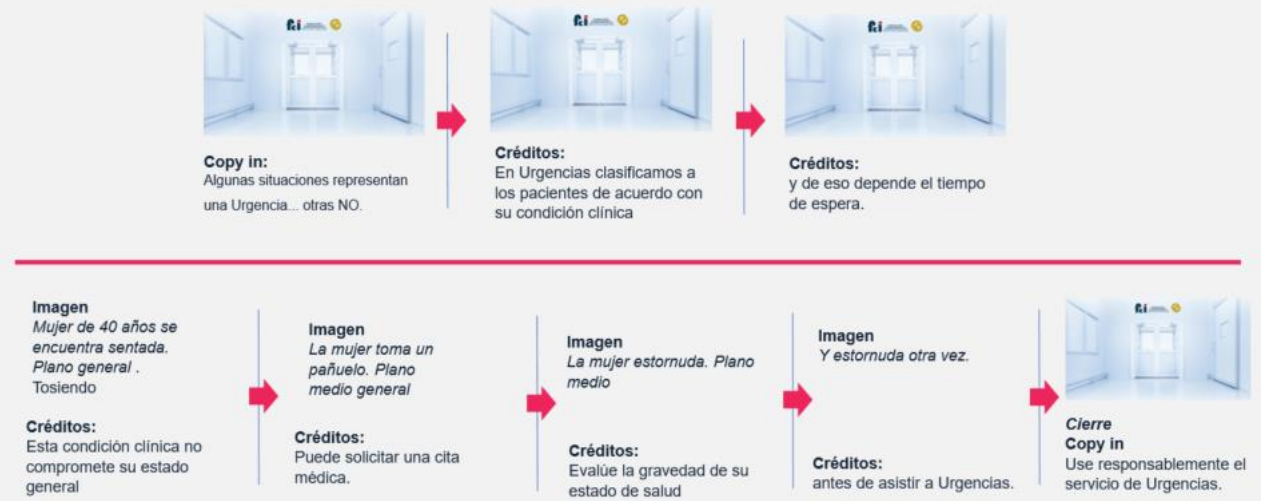 Copy in:
Algunas situaciones representan
una Urgencia... otras NO.
Créditos:
En Urgencias clasificamos a
los pacientes de acuerdo con
su condición clínica
Créditos:
y de eso depende el tiempo
de espera.
Imagen
Mujer de 40 años se
encuentra sentada.
Plano general .
Tosiendo
Créditos:
Esta condición clínica no
compromete su estado
general
Imagen
La mujer toma un
pañuelo. Plano
medio general
Créditos:
Puede solicitar una cita
médica.
Imagen
La mujer estornuda. Plano
medio
Créditos:
Evalúe la gravedad de su
estado de salud
Imagen
Y estornuda otra vez.
Créditos:
antes de asistir a Urgencias.
Cierre
Copy in
Use responsablemente el
servicio de Urgencias.